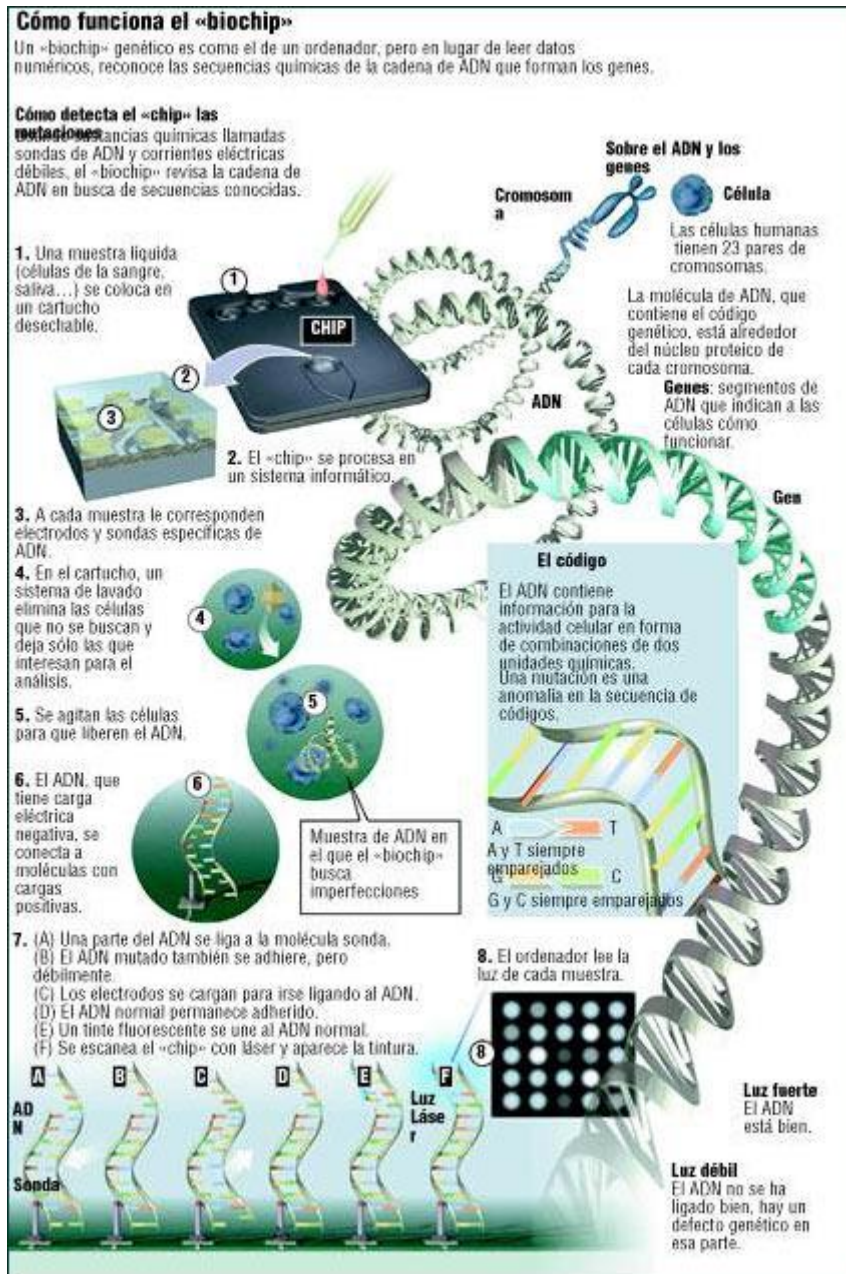 Cómo funciona el «biochip»
Un «biochip» genético es como el de un ordenador, pero en lugar de leer datos
numéricos, reconoce las secuencias químicas de la cadena de ADN que forman los genes.
Cómo detecta el «chip» las
mutaciones
sustancias químicas llamadas
sondas de ADN y corrientes eléctricas
débiles, el «biochip» revisa la cadena de
ADN en busca de secuencias conocidas.
1. Una muestra líquida
(células de la sangre,
saliva...) se coloca en
un cartucho
desechable.
1
CHIP
2
3
2. El «chip» se procesa en
un sistema informático.
Sobre el ADN y los
genes
Cromosom
a
Célula
Las células humanas
tienen 23 pares de
cromosomas.
La molécula de ADN, que
contiene el código
genético, está alrededor
del núcleo proteico de
cada cromosoma.
Genes: segmentos de
ADN que indican a las
células cómo
funcionar.
ADN
Gen
3. A cada muestra le corresponden
electrodos y sondas específicas de
ADN.
4. En el cartucho, un
sistema de lavado
elimina las células
que no se buscan y
deja sólo las que
interesan para el
análisis.
4
5. Se agitan las células
para que liberen el ADN.
5
6. El ADN, que
tiene carga
eléctrica
negativa, se
conecta a
moléculas con
cargas
positivas.
6
Muestra de ADN en
el que el «biochip»
busca
imperfecciones
El código
El ADN contiene
información para la
actividad celular en forma
de combinaciones de dos
unidades químicas.
Una mutación es una
anomalía en la secuencia de
códigos.
A T
A y T siempre
emparejados
G C
G y C siempre emparejados
7. (A) Una parte del ADN se liga a la molécula sonda.
(B) El ADN mutado también se adhiere, pero
débilmente.
(C) Los electrodos se cargan para irse ligando al ADN.
(D) El ADN normal permanece adherido.
(E) Un tinte fluorescente se une al ADN normal.
(F) Se escanea el «chip» con láser y aparece la tintura.
A B C D E F
AD
N
Sonda
Luz
Láse
r
8. El ordenador lee la
luz de cada muestra.
8
Luz fuerte
El ADN
está bien.
Luz débil
El ADN no se ha
ligado bien, hay un
defecto genético en
esa parte.